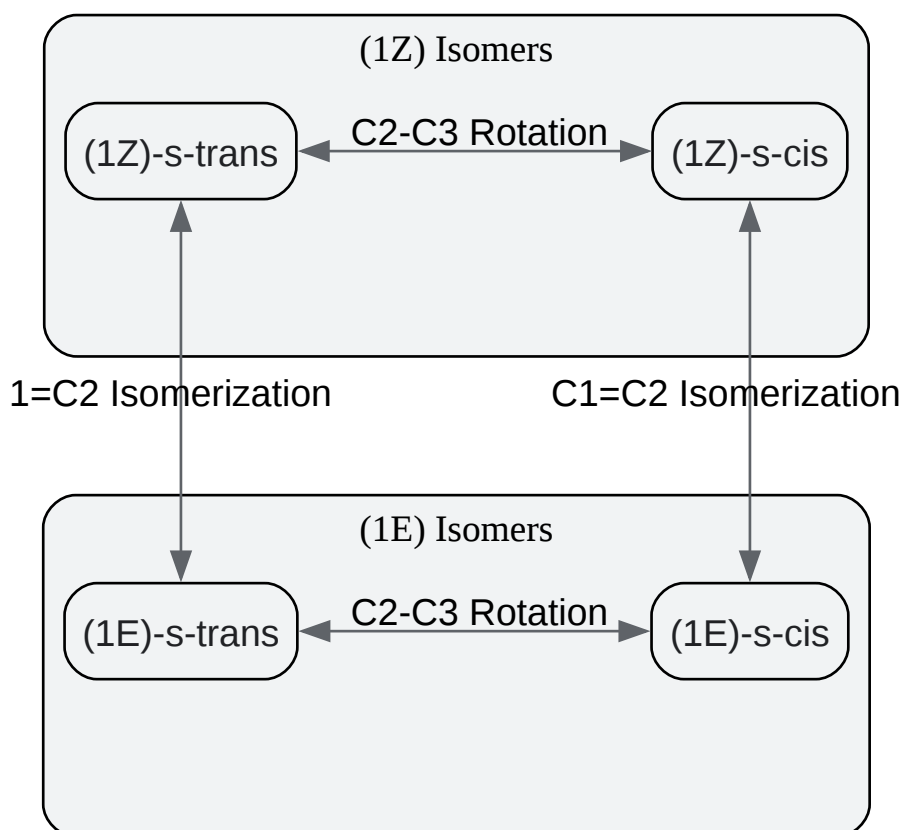 (1Z) Isomers
C2-C3 Rotation
(1Z)-s-trans
(1Z)-s-cis
1=C2 Isomerization
C1=C2 Isomerization
(1E) Isomers
C2-C3 Rotation
(1E)-s-trans
(1E)-s-cis